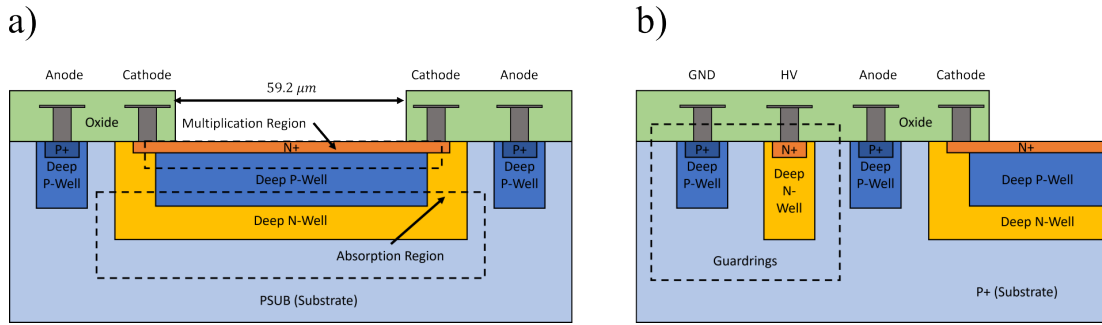 a)
Anode
Cathode
Cathode
Anode
59.2 μm
Oxide
Multiplication Region
P+
N+
P+
Deep
P-Well
Deep P-Well
Deep
P-Well
Deep N-Well
Absorption Region
PSUB (Substrate)
b)
GND
HV
Anode
Cathode
Oxide
P+
N+
P+
N+
Deep
P-Well
Deep
N-
Well
Deep
P-Well
Deep P-Well
Deep N-Well
Guardrings
P+ (Substrate)